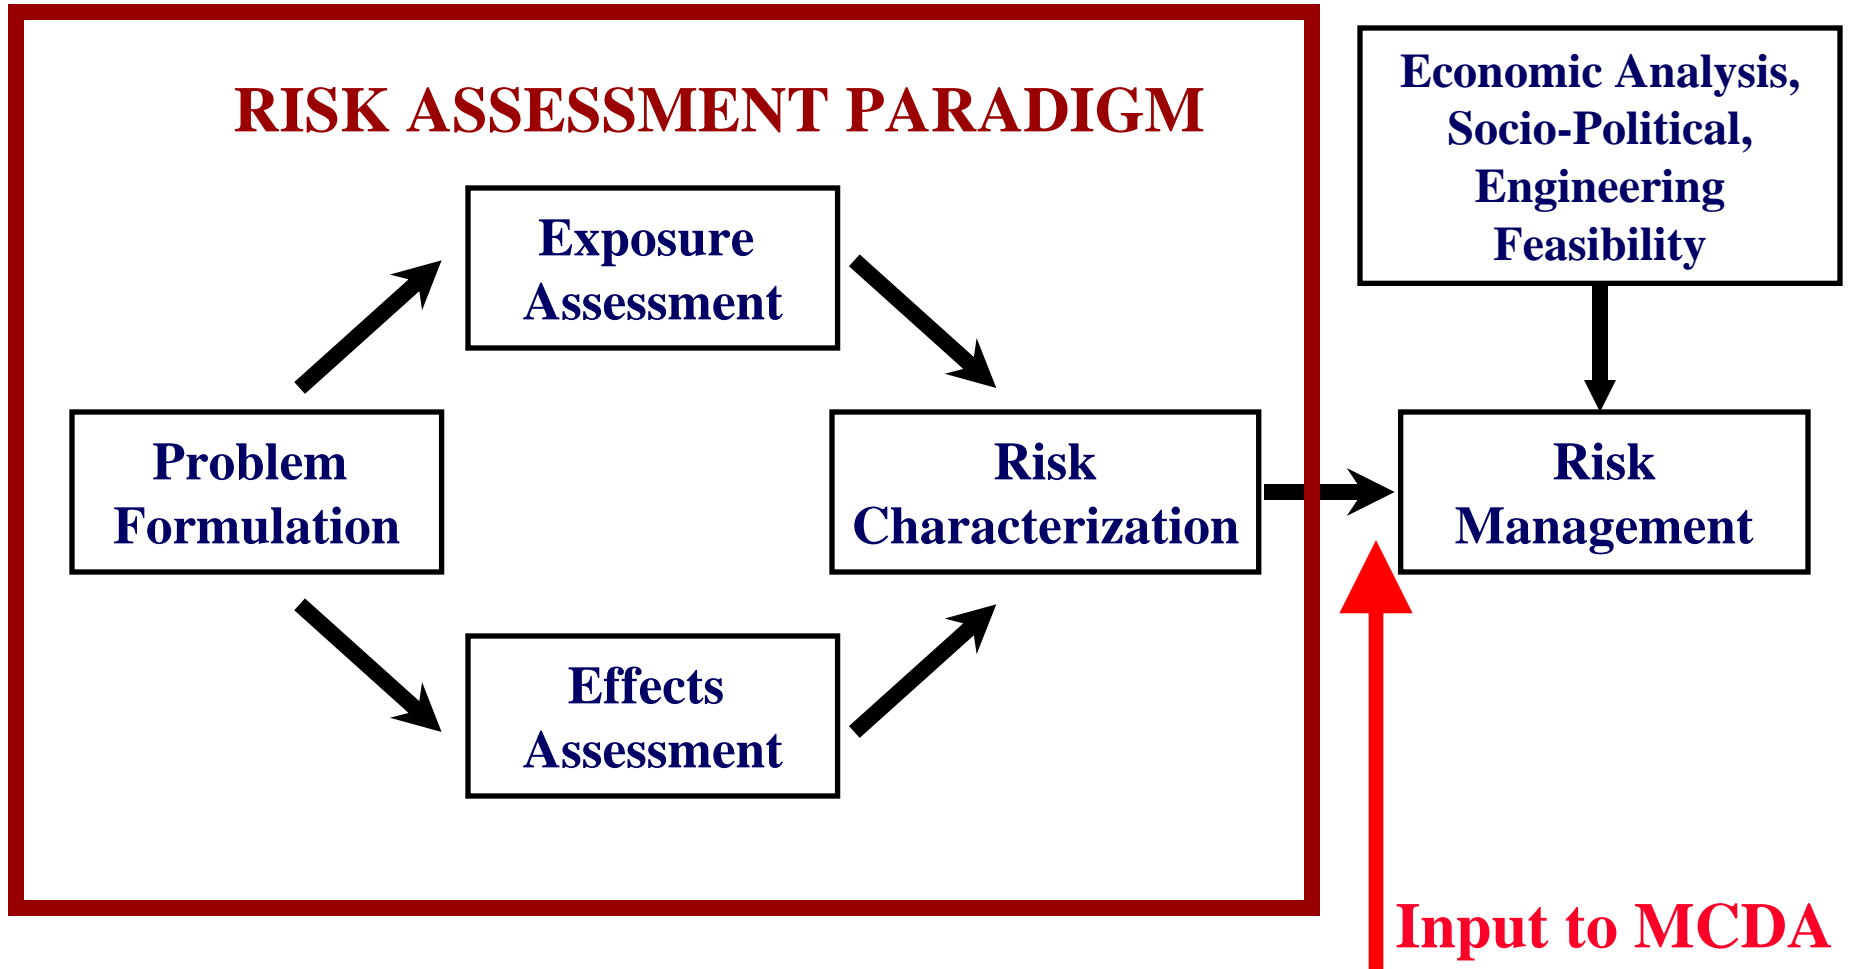 RISK ASSESSMENT PARADIGM
Economic Analysis,
Socio-Political,
Engineering
Feasibility
Exposure
Assessment
Problem
Formulation
Risk
Characterization
Risk
Management
Effects
Assessment
Input to MCDA